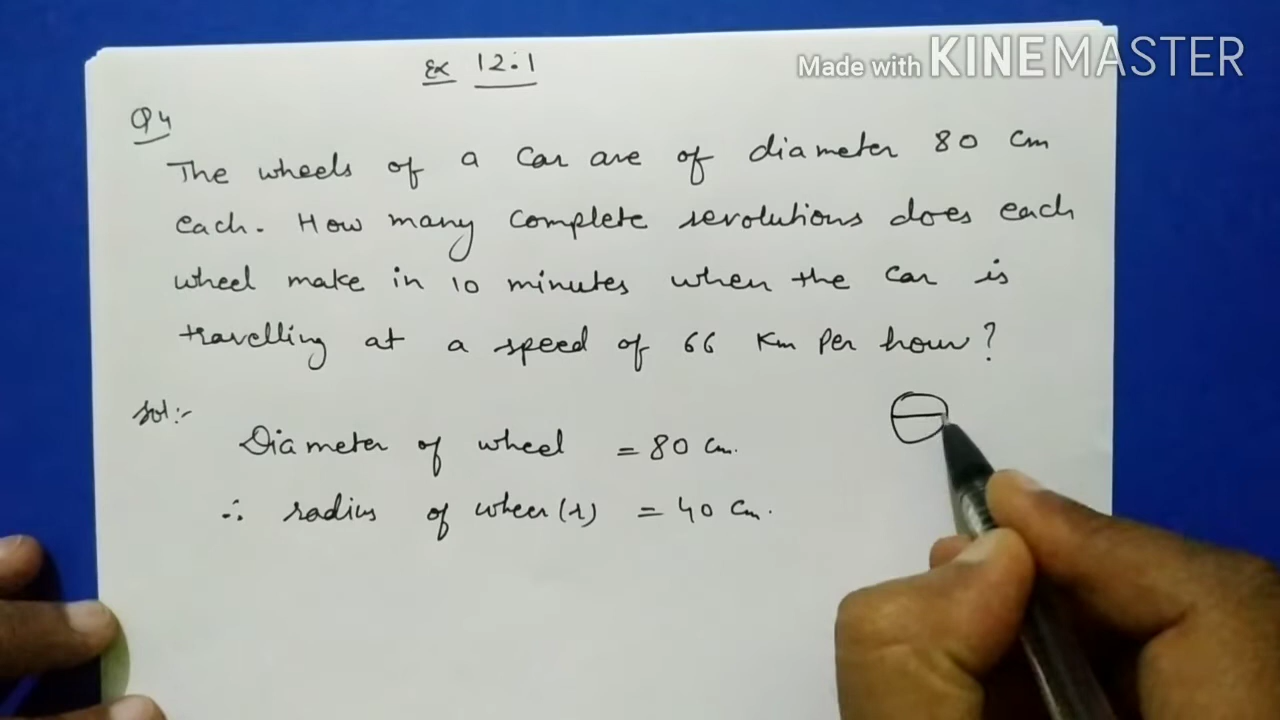 Made with KINEMASTER
Ex 12.1
Q4
The wheels of a Car are of diameter 80 cm
each. How many complete revolutions does each
wheel make in 10 minutes when the car is
travelling at a speed of 66 Km Per hour?
Sol:-
Diameter of wheel = 80 cm.
∴ radius of wheel (r) = 40 cm.